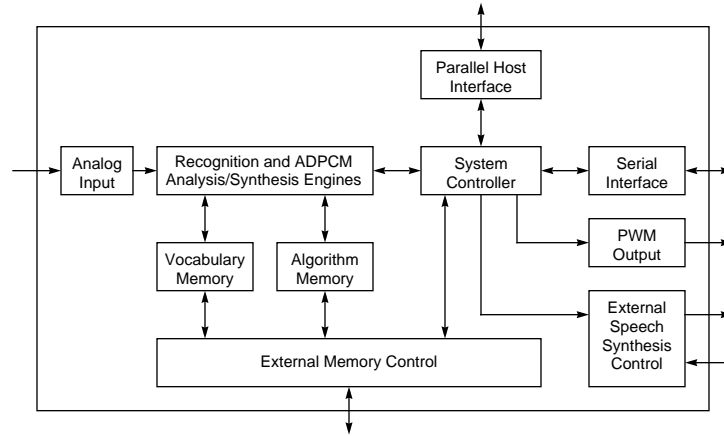 Parallel Host
Interface
Analog
Input
Recognition and ADPCM
Analysis/Synthesis Engines
System
Controller
Serial
Interface
PWM
Output
Vocabulary
Memory
Algorithm
Memory
External
Speech
Synthesis
Control
External Memory Control